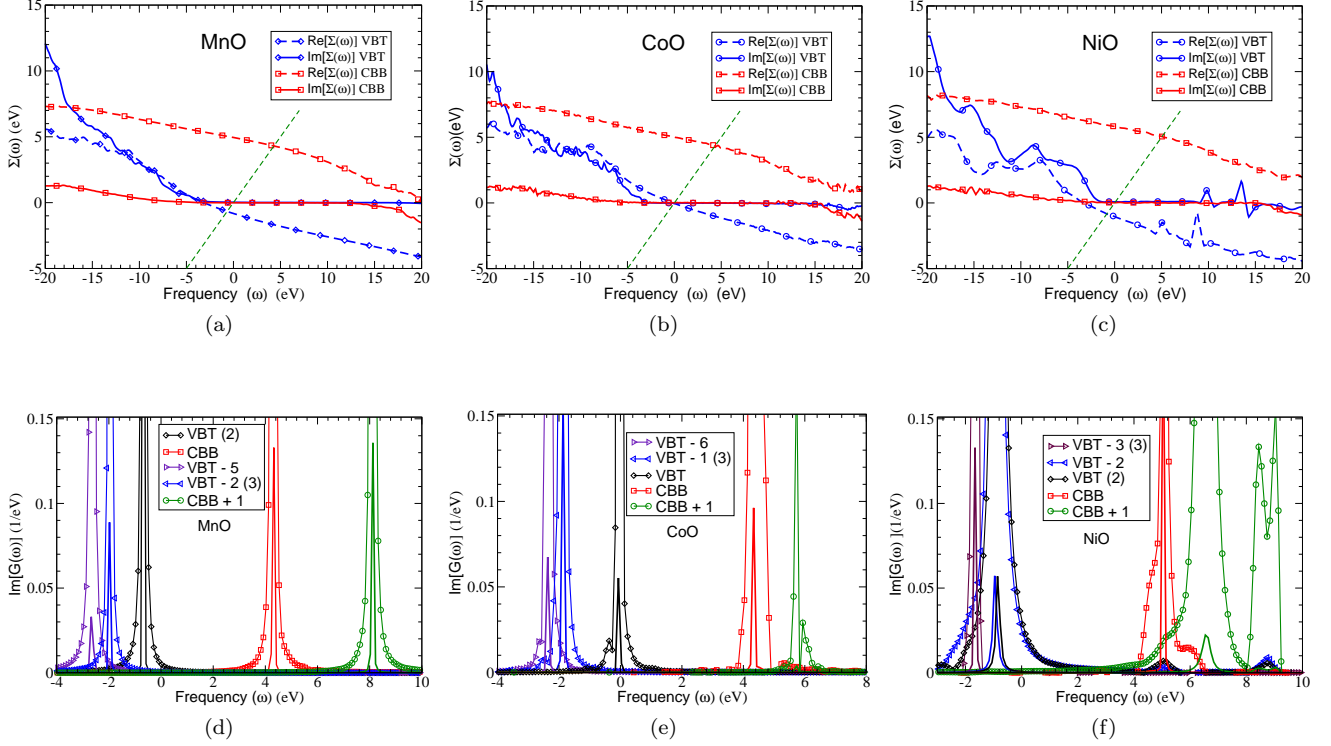 MnO
Re[Σ(ω)] VBT
Im[Σ(ω)] VBT
Re[Σ(ω)] CBB
Im[Σ(ω)] CBB
Σ(ω) (eV)
15
10
5
0
-5
-20 -15 -10 -5 0 5 10 15 20
Frequency (ω) (eV)
(a)
CoO
Re[Σ(ω)] VBT
Im[Σ(ω)] VBT
Re[Σ(ω)] CBB
Im[Σ(ω)] CBB
Σ(ω)(eV)
15
10
5
0
-5
-20 -15 -10 -5 0 5 10 15 20
Frequency (ω) (eV)
(b)
NiO
Re[Σ(ω)] VBT
Im[Σ(ω)] VBT
Re[Σ(ω)] CBB
Im[Σ(ω)] CBB
Σ(ω) (eV)
15
10
5
0
-5
-20 -15 -10 -5 0 5 10 15 20
Frequency (ω) (eV)
(c)
VBT (2)
CBB
VBT - 5
VBT - 2 (3)
CBB + 1
MnO
Im[G(ω)] (1/eV)
0.15
0.1
0.05
0
-4 -2 0 2 4 6 8 10
Frequency (ω) (eV)
(d)
VBT - 6
VBT - 1 (3)
VBT
CBB
CBB + 1
CoO
Im[G(ω)] (1/eV)
0.15
0.1
0.05
0
-4 -2 0 2 4 6 8
Frequency (ω) (eV)
(e)
VBT - 3 (3)
VBT - 2
VBT (2)
CBB
CBB + 1
NiO
Im[G(ω) ](1/eV)
0.15
0.1
0.05
0
-2 0 2 4 6 8 10
Frequency (ω) (eV)
(f)